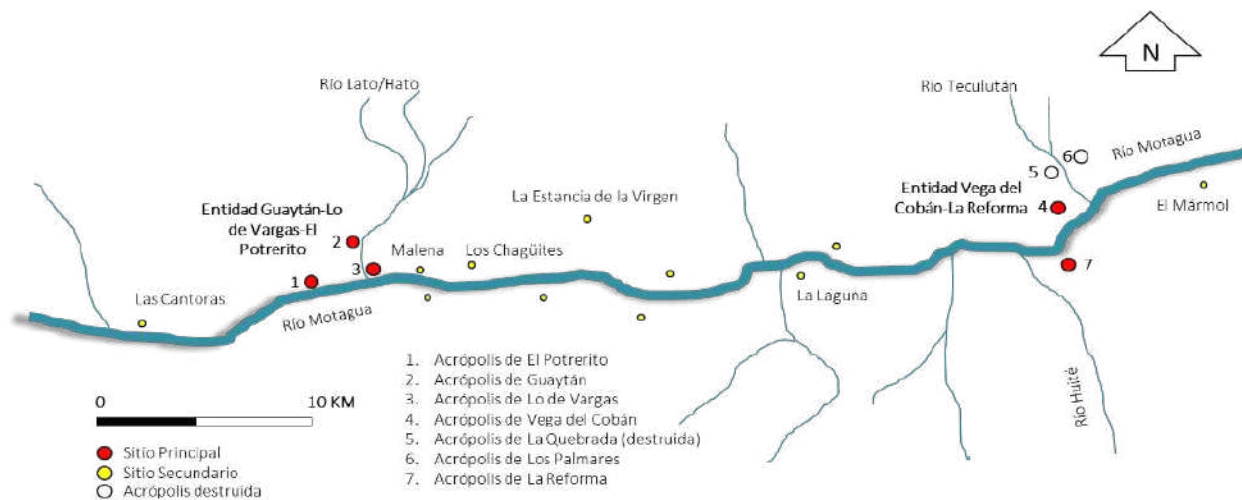 N
Río Lato/Hato
Río Teculután
6
Río Motagua
5
La Estancia de la Virgen
Entidad Guaytán-Lo
de Vargas-El
Potrerito
Entidad Vega del
Cobán-La Reforma
4
El Mármol
2
Malena
Los Chagüites
3
1
7
Las Cantoras
Río Motagua
La Laguna
Río Huité
0
10 KM
Sitio Principal
Sitio Secundario
Acrópolis destruida
1. Acrópolis de El Potrerito
2. Acrópolis de Guaytán
3. Acrópolis de Lo de Vargas
4. Acrópolis de Vega del Cobán
5. Acrópolis de La Quebrada (destruida)
6. Acrópolis de Los Palmares
7. Acrópolis de La Reforma